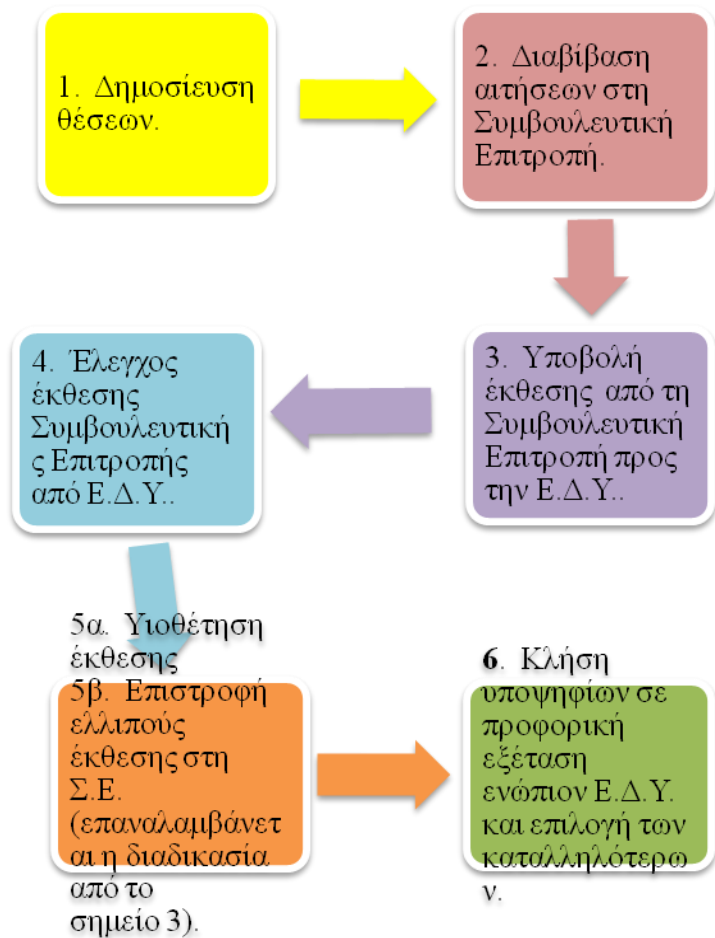 1. Δημοσίευση
θέσεων.
2. Διαβίβαση
αιτήσεων στη
Συμβουλευτική
Επιτροπή.
3. Υποβολή
έκθεσης από τη
Συμβουλευτική
Επιτροπή προς
την Ε.Δ.Υ..
4. Έλεγχος
έκθεσης
Συμβουλευτική
ς Επιτροπής
από Ε.Δ.Υ..
5α. Υιοθέτηση
έκθεσης
5β. Επιστροφή
ελλιπούς
έκθεσης στη
Σ.Ε.
(επαναλαμβάνετ
αι η διαδικασία
από το
σημείο 3).
6. Κλήση
υποψηφίων σε
προφορική
εξέταση
ενώπιον Ε.Δ.Υ.
και επιλογή των
καταλληλότερω
ν.